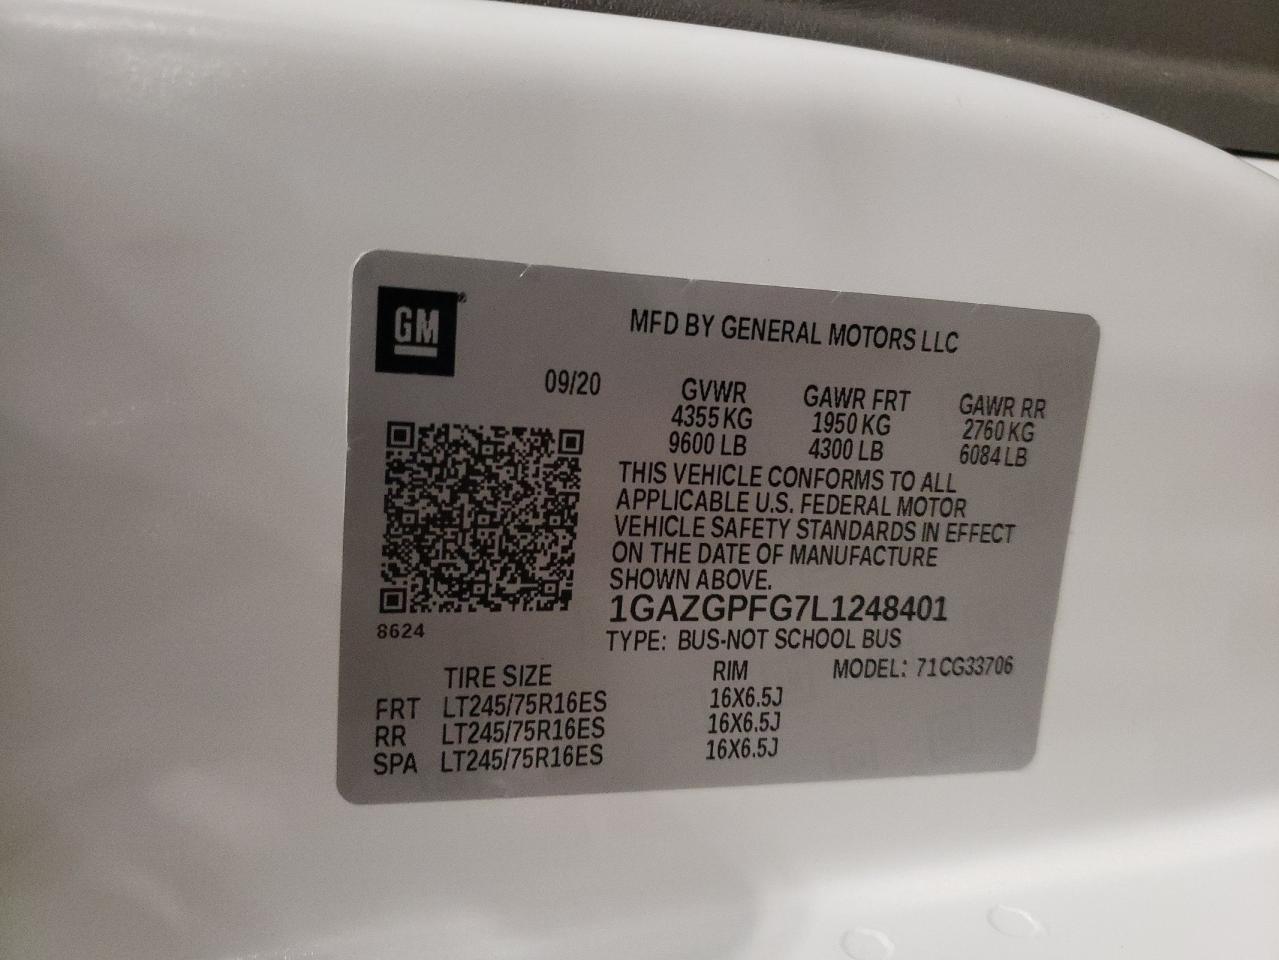 GM®
MFD BY GENERAL MOTORS LLC
09/20
GVWR GAWR FRT GAWR RR
4355 KG 1950 KG 2760 KG
9600 LB 4300 LB 6084 LB
THIS VEHICLE CONFORMS TO ALL
APPLICABLE U.S. FEDERAL MOTOR
VEHICLE SAFETY STANDARDS IN EFFECT
ON THE DATE OF MANUFACTURE
SHOWN ABOVE.
1GAZGPFG7L1248401
8624
TYPE: BUS-NOT SCHOOL BUS
TIRE SIZE RIM MODEL: 71CG33706
FRT LT245/75R16ES 16X6.5J
RR LT245/75R16ES 16X6.5J
SPA LT245/75R16ES 16X6.5J